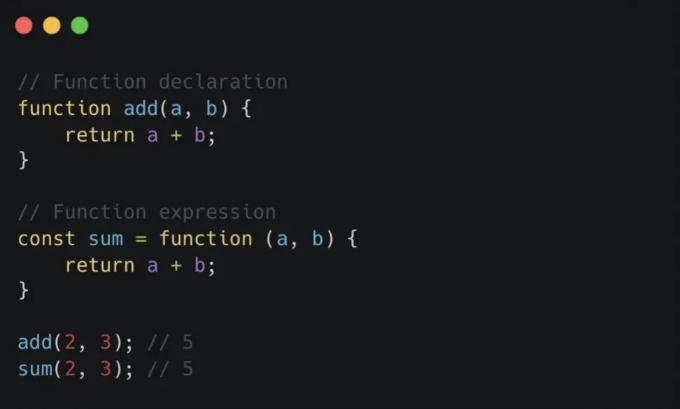 // Function declaration
function add(a, b) {
    return a + b;
}
// Function expression
const sum = function (a, b) {
    return a + b;
}
add(2, 3); // 5
sum(2, 3); // 5